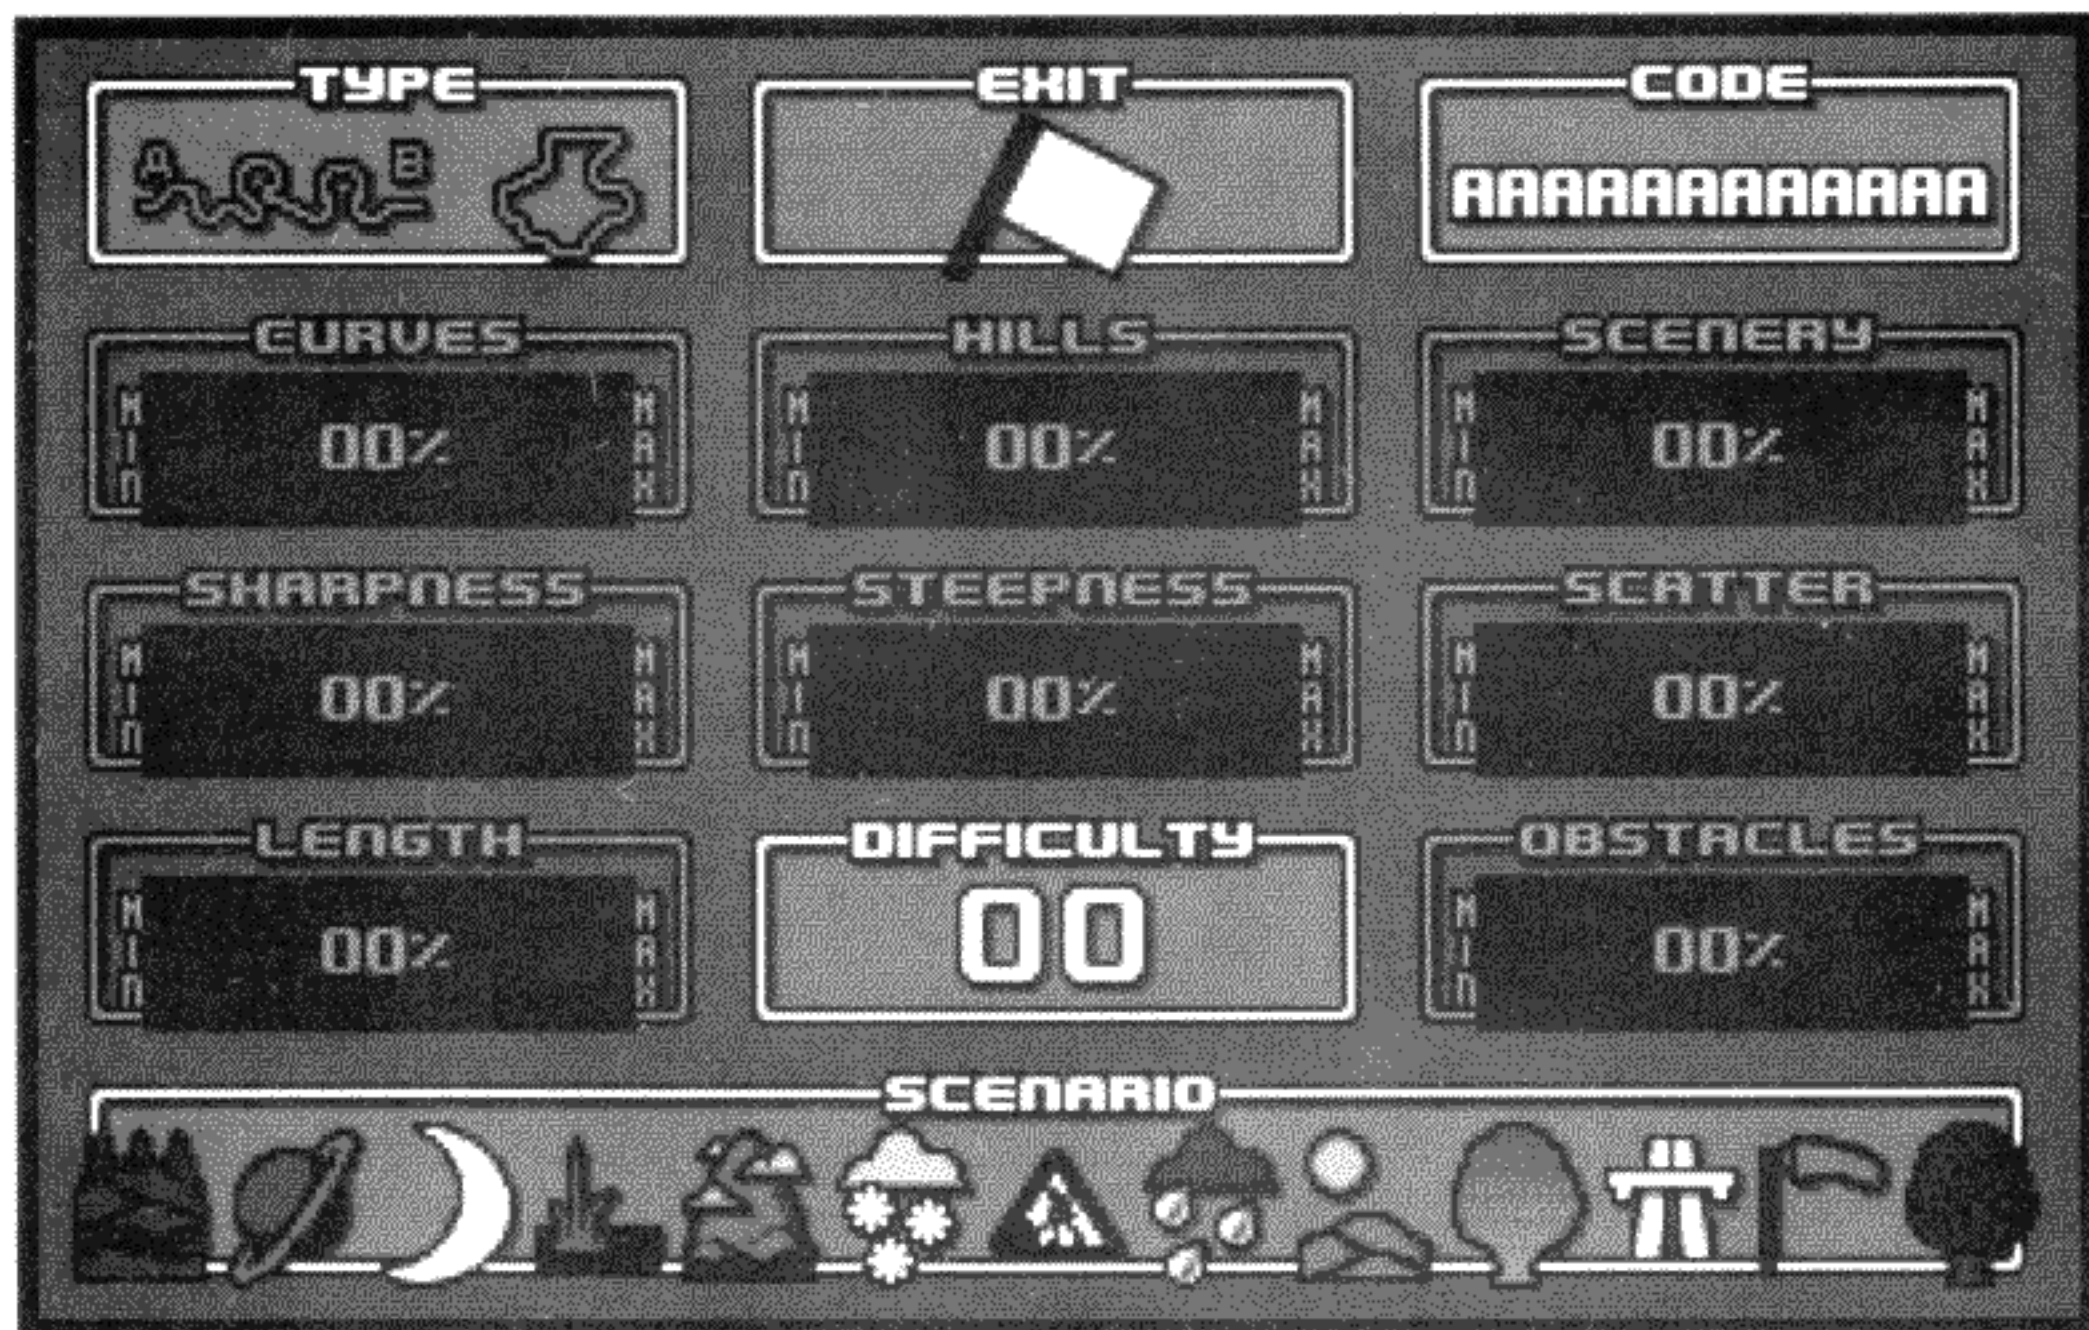 TYPE EXIT CODE
A B
AAAAAAAAAAAA
CURVES HILLS SCENERY
MIN 00% MAX MIN 00% MAX MIN 00% MAX
SHARPNESS STEEPNESS SCATTER
MIN 00% MAX MIN 00% MAX MIN 00% MAX
LENGTH DIFFICULTY OBSTACLES
MIN 00% MAX 00 MIN 00% MAX
SCENARIO